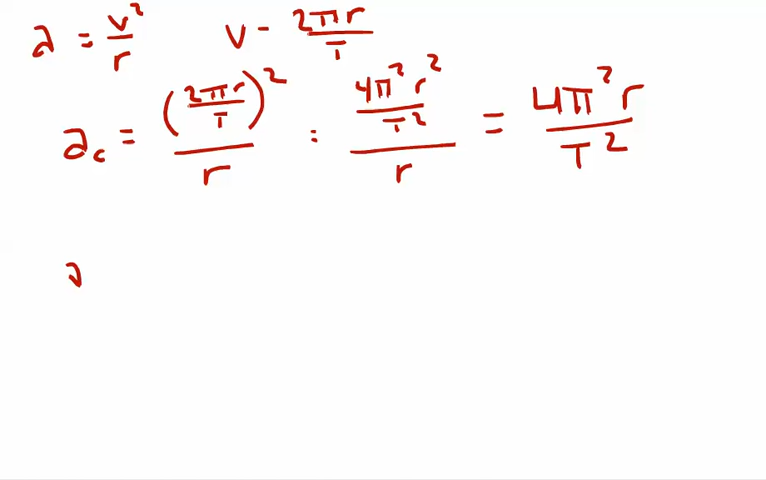 a = v²/r    v - 2πr/T
a_c = (2πr/T)²/r : (4π²r²/T²)/r = 4π²r/T²
a